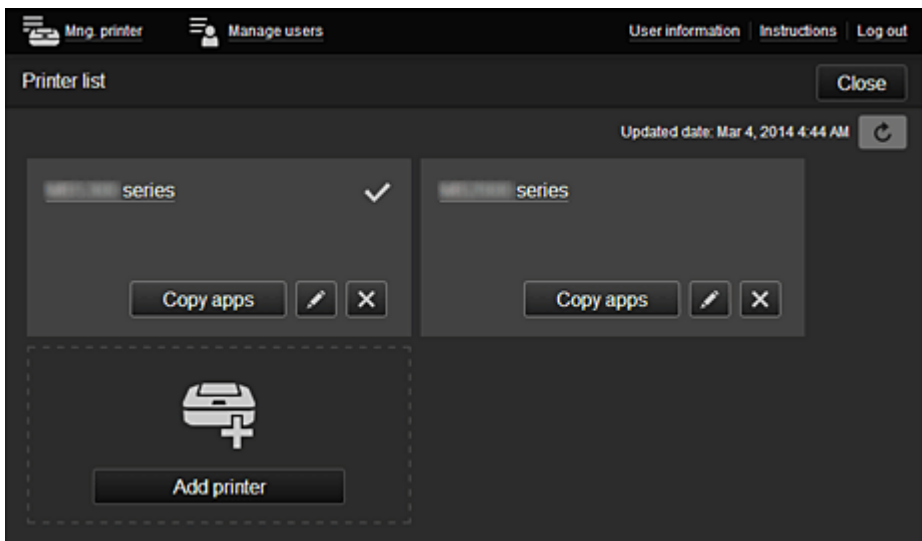 Mng. printer Manage users User information Instructions Log out
Printer list Close
Updated date: Mar 4, 2014 4:44 AM
series
series
Copy apps
Copy apps
Add printer